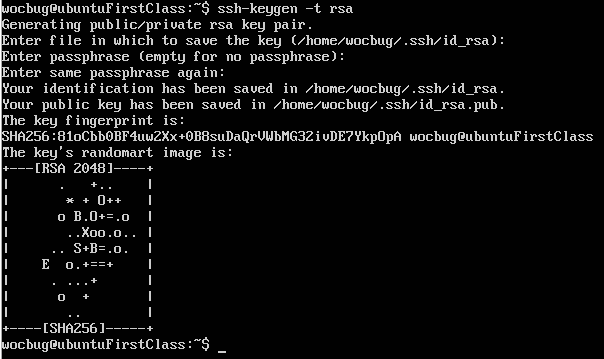 wocbug@ubuntuFirstClass:~$ ssh-keygen -t rsa
Generating public/private rsa key pair.
Enter file in which to save the key (/home/wocbug/.ssh/id_rsa):
Enter passphrase (empty for no passphrase):
Enter same passphrase again:
Your identification has been saved in /home/wocbug/.ssh/id_rsa.
Your public key has been saved in /home/wocbug/.ssh/id_rsa.pub.
The key fingerprint is:
SHA256:81oCbb0BF4uw2Xx+0B8suDaQrVWbMG32ivDE7YkpOpA wocbug@ubuntuFirstClass
The key's randomart image is:
+---[RSA 2048]----+
|       .   +..    |
|        * + O++   |
|       o B.O+=.o  |
|        ..Xoo.o.. |
|      .. S+B=.o.  |
|     E  o.+==+    |
|      . ...+      |
|       o  +       |
|        ..        |
+----[SHA256]-----+
wocbug@ubuntuFirstClass:~$ _